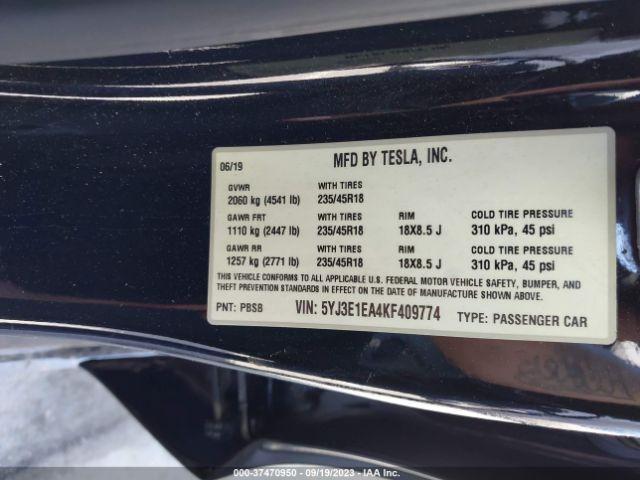 06/19 MFD BY TESLA, INC.
GVWR WITH TIRES
2060 kg (4541 lb) 235/45R18
GAWR FRT WITH TIRES RIM COLD TIRE PRESSURE
1110 kg (2447 lb) 235/45R18 18X8.5 J 310 kPa, 45 psi
GAWR RR WITH TIRES RIM COLD TIRE PRESSURE
1257 kg (2771 lb) 235/45R18 18X8.5 J 310 kPa, 45 psi
THIS VEHICLE CONFORMS TO ALL APPLICABLE U.S. FEDERAL MOTOR VEHICLE SAFETY, BUMPER, AND
THEFT PREVENTION STANDARDS IN EFFECT ON THE DATE OF MANUFACTURE SHOWN ABOVE.
PNT: PBSB VIN: 5YJ3E1EA4KF409774 TYPE: PASSENGER CAR
000-37470950 - 09/19/2023 - IAA Inc.